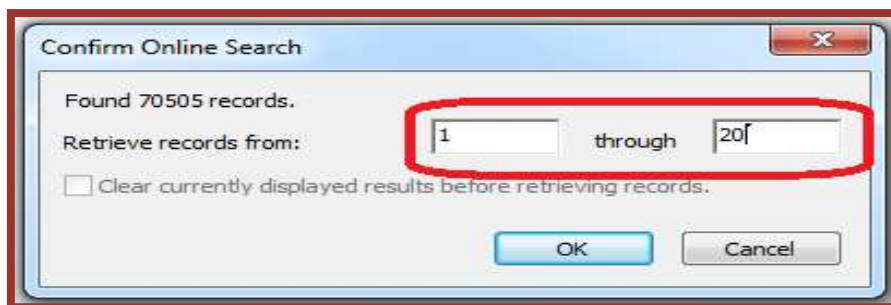 Confirm Online Search
Found 70505 records.
Retrieve records from: 1 through 20
Clear currently displayed results before retrieving records.
OK Cancel